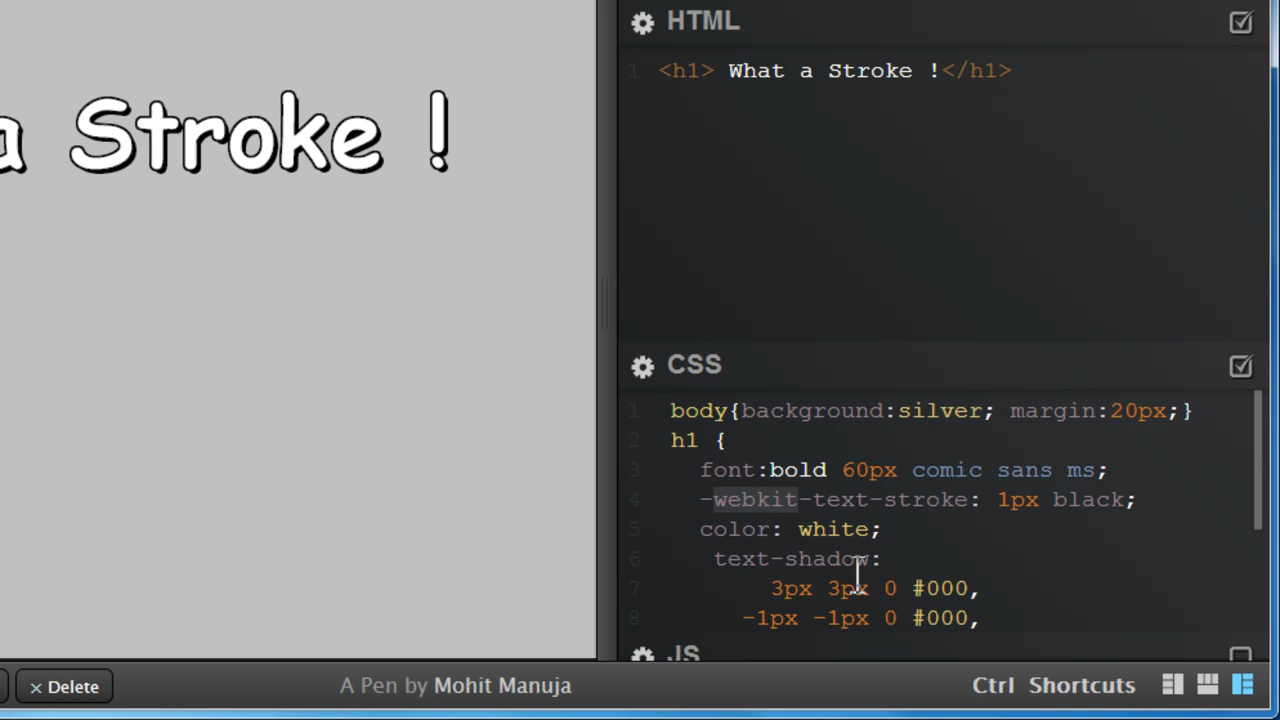 a Stroke !
HTML
1 <h1> What a Stroke !</h1>
CSS
1 body{background:silver; margin:20px;}
2 h1 {
3 font:bold 60px comic sans ms;
4 -webkit-text-stroke: 1px black;
5 color: white;
6 text-shadow:
7 3px 3px 0 #000,
8 -1px -1px 0 #000,
JS
× Delete
A Pen by Mohit Manuja
Ctrl Shortcuts